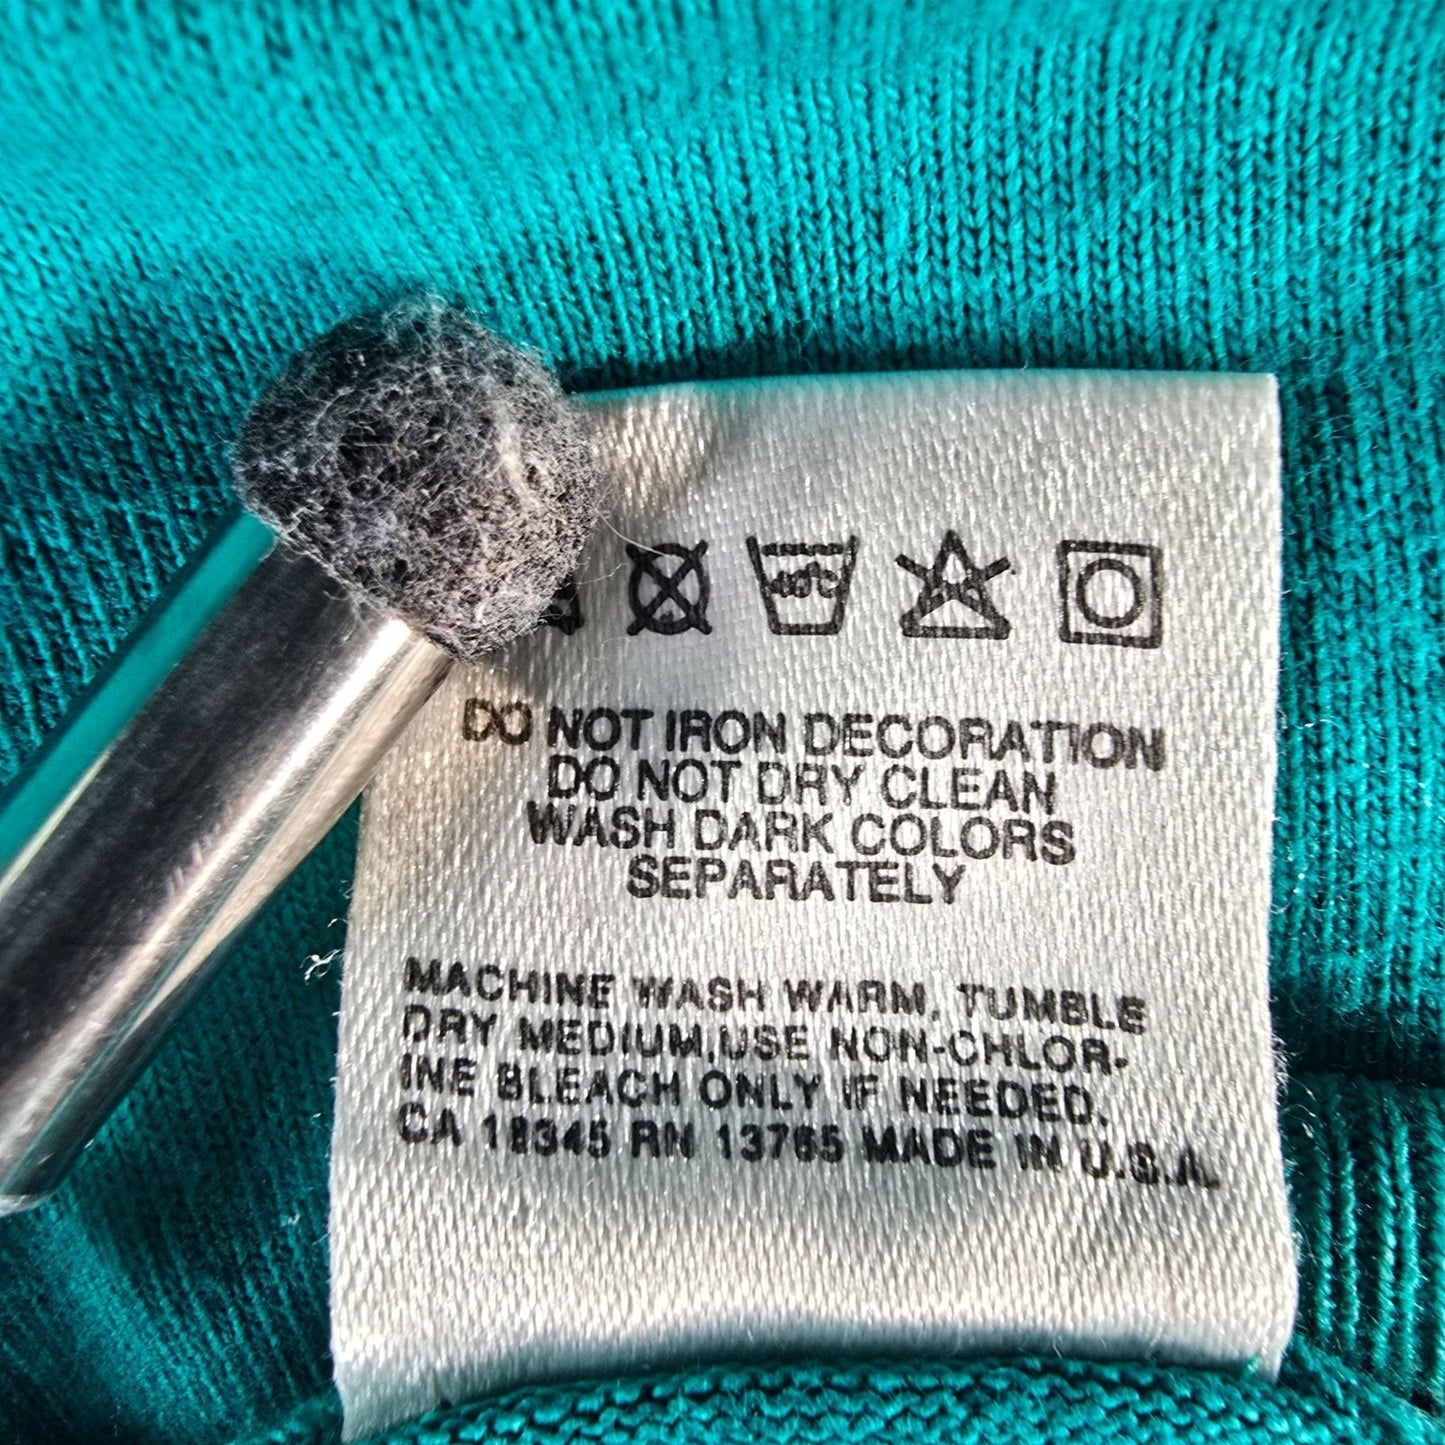 40°C
DO NOT IRON DECORATION
DO NOT DRY CLEAN
WASH DARK COLORS
SEPARATELY
MACHINE WASH WARM, TUMBLE
DRY MEDIUM,USE NON-CHLOR-
INE BLEACH ONLY IF NEEDED.
CA 18345 RN 13765 MADE IN U.S.A.